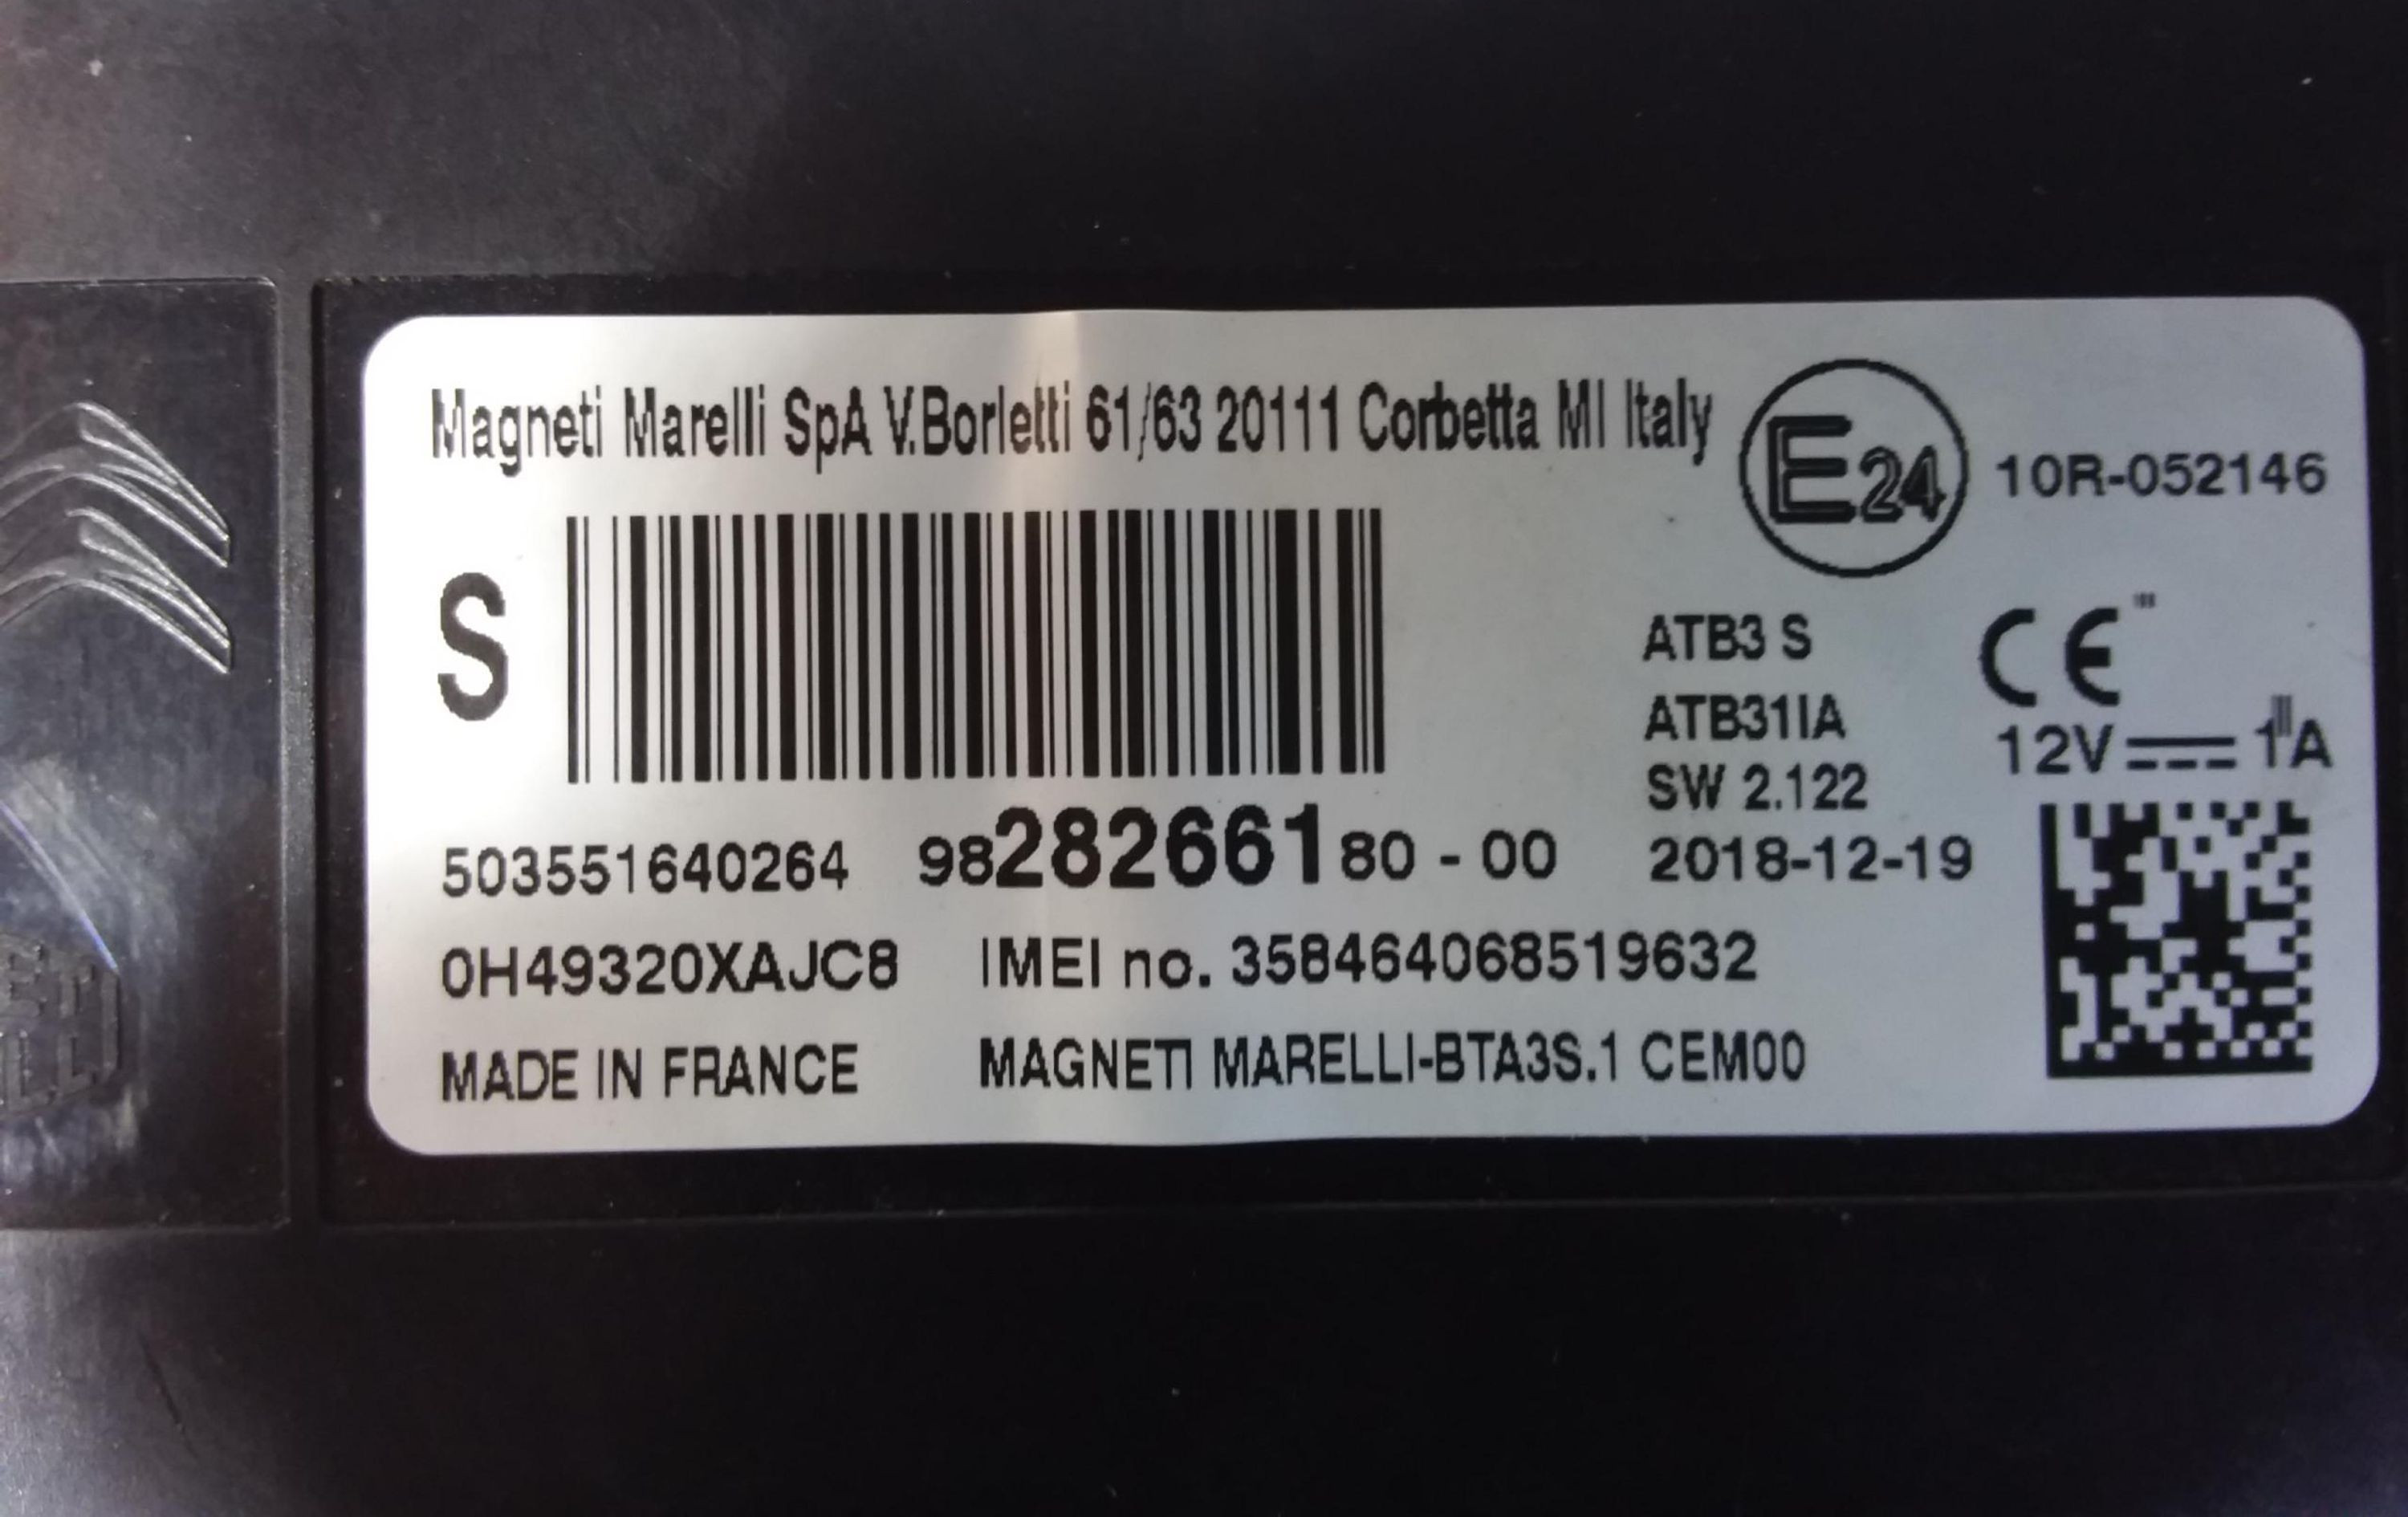 Magneti Marelli SpA V.Borletti 61/63 20111 Corbetta MI Italy
E24 10R-052146
S
ATB3 S
CE
ATB31IA
12V 1A
SW 2.122
503551640264 9828266180 - 00 2018-12-19
0H49320XAJC8 IMEI no. 358464068519632
MADE IN FRANCE MAGNETI MARELLI-BTA3S.1 CEM00